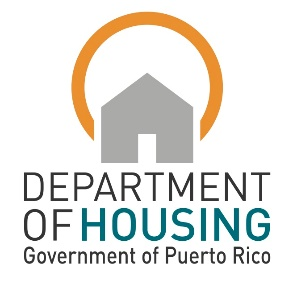 DEPARTMENT
OF HOUSING
Government of Puerto Rico